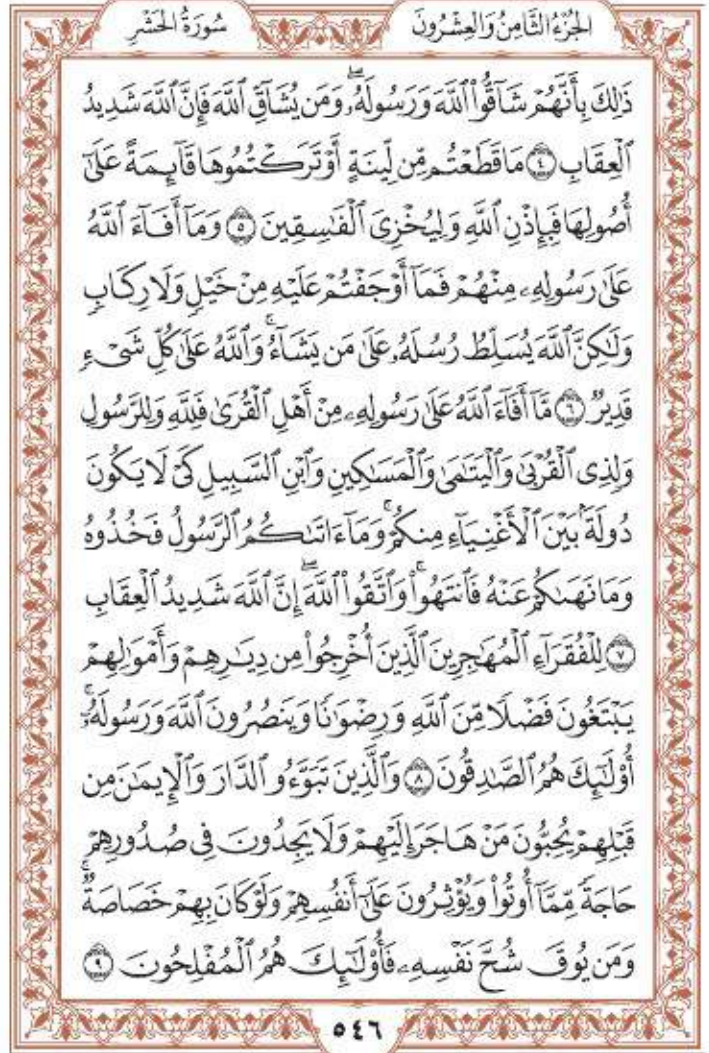 الجُزْءُ الثَّامِنُ وَالعِشْرُونَ سُورَةُ الحَشْرِ
ذَٰلِكَ بِأَنَّهُمْ شَآقُّواْ ٱللَّهَ وَرَسُولَهُۥۖ وَمَن يُشَآقِّ ٱللَّهَ فَإِنَّ ٱللَّهَ شَدِيدُ
ٱلْعِقَابِ ٤ مَا قَطَعْتُم مِّن لِّينَةٍ أَوْ تَرَكْتُمُوهَا قَآئِمَةً عَلَىٰٓ
أُصُولِهَا فَبِإِذْنِ ٱللَّهِ وَلِيُخْزِىَ ٱلْفَٰسِقِينَ ٥ وَمَآ أَفَآءَ ٱللَّهُ
عَلَىٰ رَسُولِهِۦ مِنْهُمْ فَمَآ أَوْجَفْتُمْ عَلَيْهِ مِنْ خَيْلٍ وَلَا رِكَابٍ
وَلَٰكِنَّ ٱللَّهَ يُسَلِّطُ رُسُلَهُۥ عَلَىٰ مَن يَشَآءُۚ وَٱللَّهُ عَلَىٰ كُلِّ شَىْءٍ
قَدِيرٌ ٦ مَّآ أَفَآءَ ٱللَّهُ عَلَىٰ رَسُولِهِۦ مِنْ أَهْلِ ٱلْقُرَىٰ فَلِلَّهِ وَلِلرَّسُولِ
وَلِذِى ٱلْقُرْبَىٰ وَٱلْيَتَٰمَىٰ وَٱلْمَسَٰكِينِ وَٱبْنِ ٱلسَّبِيلِ كَىْ لَا يَكُونَ
دُولَةَۢ بَيْنَ ٱلْأَغْنِيَآءِ مِنكُمْۚ وَمَآ ءَاتَىٰكُمُ ٱلرَّسُولُ فَخُذُوهُ
وَمَا نَهَىٰكُمْ عَنْهُ فَٱنتَهُواْۚ وَٱتَّقُواْ ٱللَّهَۖ إِنَّ ٱللَّهَ شَدِيدُ ٱلْعِقَابِ
٧ لِلْفُقَرَآءِ ٱلْمُهَٰجِرِينَ ٱلَّذِينَ أُخْرِجُواْ مِن دِيَٰرِهِمْ وَأَمْوَٰلِهِمْ
يَبْتَغُونَ فَضْلًا مِّنَ ٱللَّهِ وَرِضْوَٰنًا وَيَنصُرُونَ ٱللَّهَ وَرَسُولَهُۥٓۚ
أُوْلَٰٓئِكَ هُمُ ٱلصَّٰدِقُونَ ٨ وَٱلَّذِينَ تَبَوَّءُو ٱلدَّارَ وَٱلْإِيمَٰنَ مِن
قَبْلِهِمْ يُحِبُّونَ مَنْ هَاجَرَ إِلَيْهِمْ وَلَا يَجِدُونَ فِى صُدُورِهِمْ
حَاجَةً مِّمَّآ أُوتُواْ وَيُؤْثِرُونَ عَلَىٰٓ أَنفُسِهِمْ وَلَوْ كَانَ بِهِمْ خَصَاصَةٌۚ
وَمَن يُوقَ شُحَّ نَفْسِهِۦ فَأُوْلَٰٓئِكَ هُمُ ٱلْمُفْلِحُونَ ٩
٥٤٦